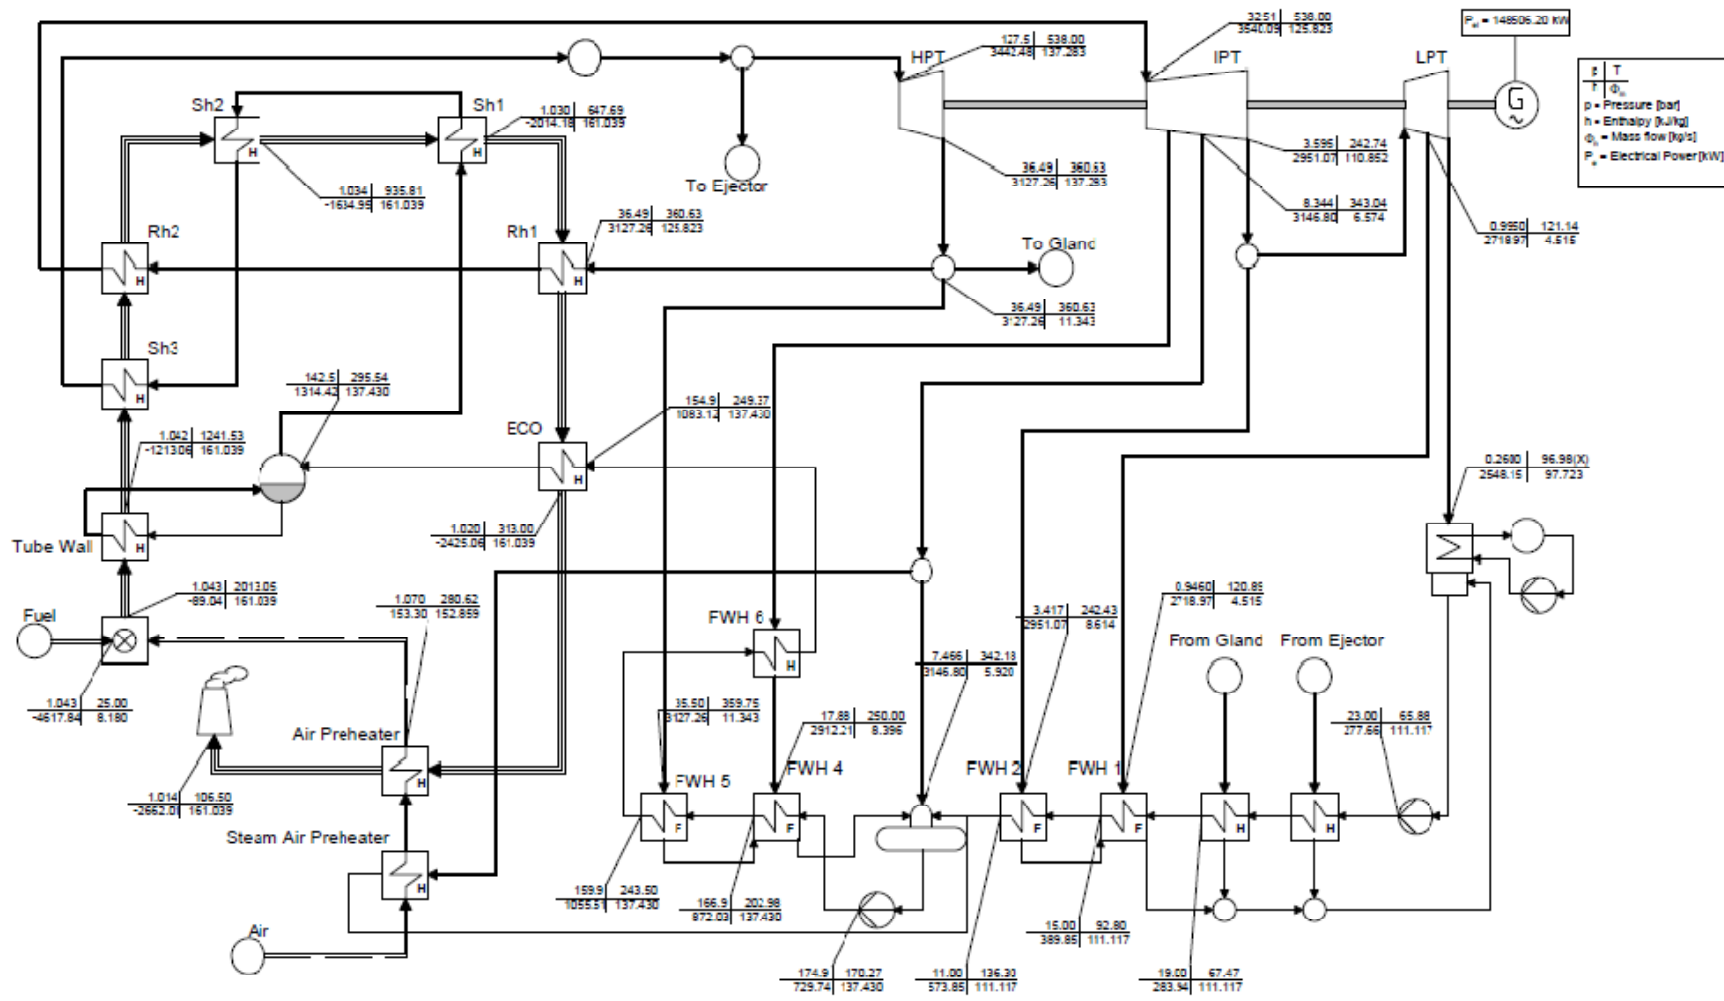 32.51 538.00
3540.09 125.823
Pel = 148506.20 KW
127.5 538.00
3442.48 137.283
HPT
IPT
LPT
G
p T
h Φm
p = Pressure [bar]
h = Enthalpy [kJ/kg]
Φm = Mass flow [kg/s]
Pe = Electrical Power [kW]
Sh2
Sh1
1.030 647.69
-2014.18 161.039
H
H
3.595 242.74
2951.07 110.852
To Ejector
36.49 360.63
3127.26 137.283
1.034 935.81
-1634.95 161.039
8.344 343.04
3146.80 6.574
36.49 360.63
3127.26 125.823
0.9950 121.14
2718.97 4.515
Rh2
Rh1
To Gland
H
H
36.49 360.63
3127.26 11.343
Sh3
H
142.5 295.54
1314.42 137.430
154.9 249.37
1083.12 137.430
ECO
1.042 1241.53
-1213.06 161.039
H
0.2600 96.98(X)
2548.15 97.723
1.020 313.00
-2425.06 161.039
Tube Wall
H
1.043 2013.05
-89.04 161.039
1.070 280.62
153.30 152.859
0.9460 120.85
2718.97 4.515
Fuel
FWH 6
3.417 242.43
2951.07 8.614
From Gland
From Ejector
H
7.466 342.13
3146.80 5.920
1.043 25.00
-4617.84 8.180
35.50 359.75
3127.26 11.343
17.88 250.00
2912.21 8.396
23.00 65.88
277.66 111.117
Air Preheater
H
FWH 5
FWH 4
FWH 2
FWH 1
1.014 106.50
-2662.01 161.039
F
F
F
F
H
H
Steam Air Preheater
H
159.9 243.50
1055.51 137.430
166.9 202.98
872.03 137.430
15.00 92.80
389.85 111.117
Air
174.9 170.27
729.74 137.430
11.00 136.30
573.85 111.117
19.00 67.47
283.94 111.117